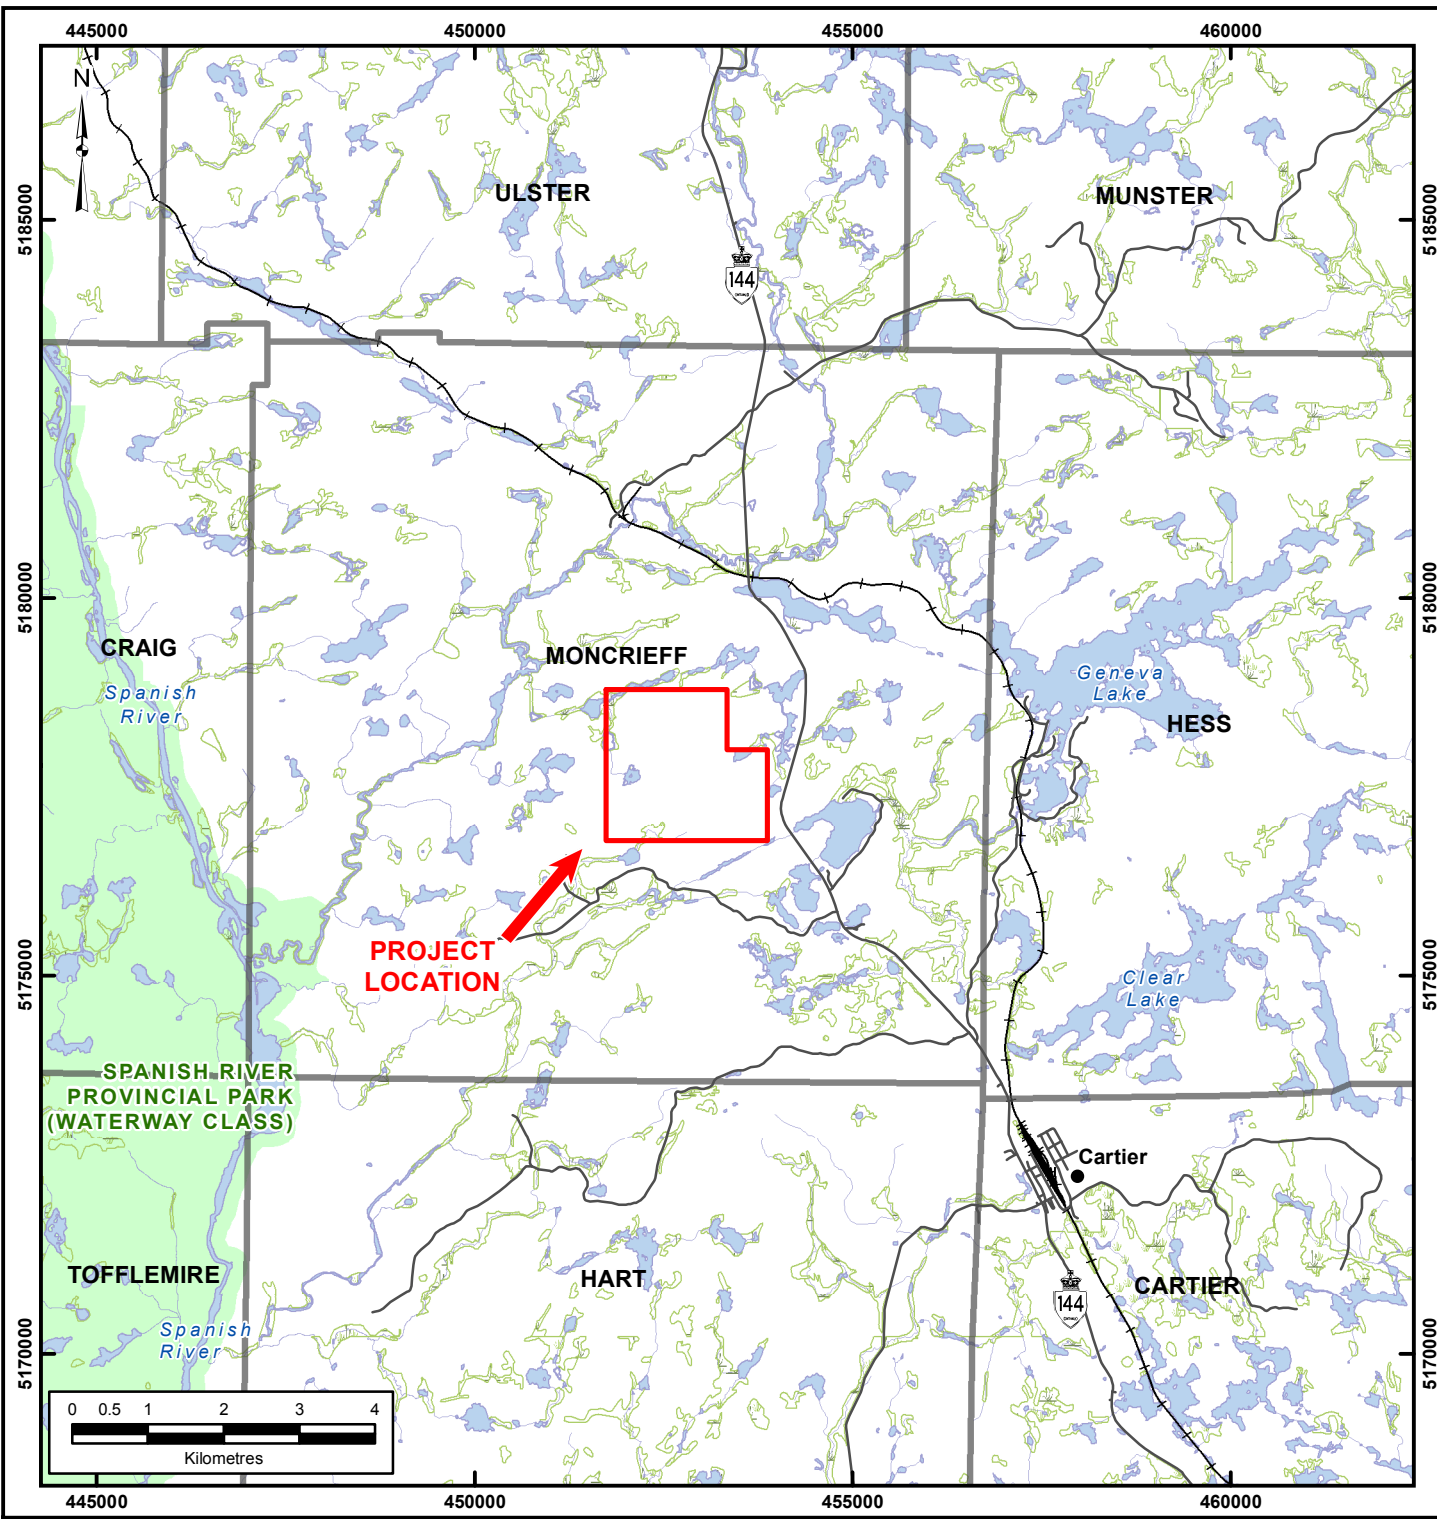 445000
450000
455000
460000
N
ULSTER
MUNSTER
5185000
5185000
144
ONTARIO
5180000
5180000
CRAIG
MONCRIEFF
Spanish
River
Geneva
Lake
HESS
PROJECT
LOCATION
5175000
5175000
Clear
Lake
SPANISH RIVER
PROVINCIAL PARK
(WATERWAY CLASS)
Cartier
TOFFLEMIRE
HART
CARTIER
144
ONTARIO
Spanish
River
5170000
5170000
0 0.5 1 2 3 4
Kilometres
445000
450000
455000
460000